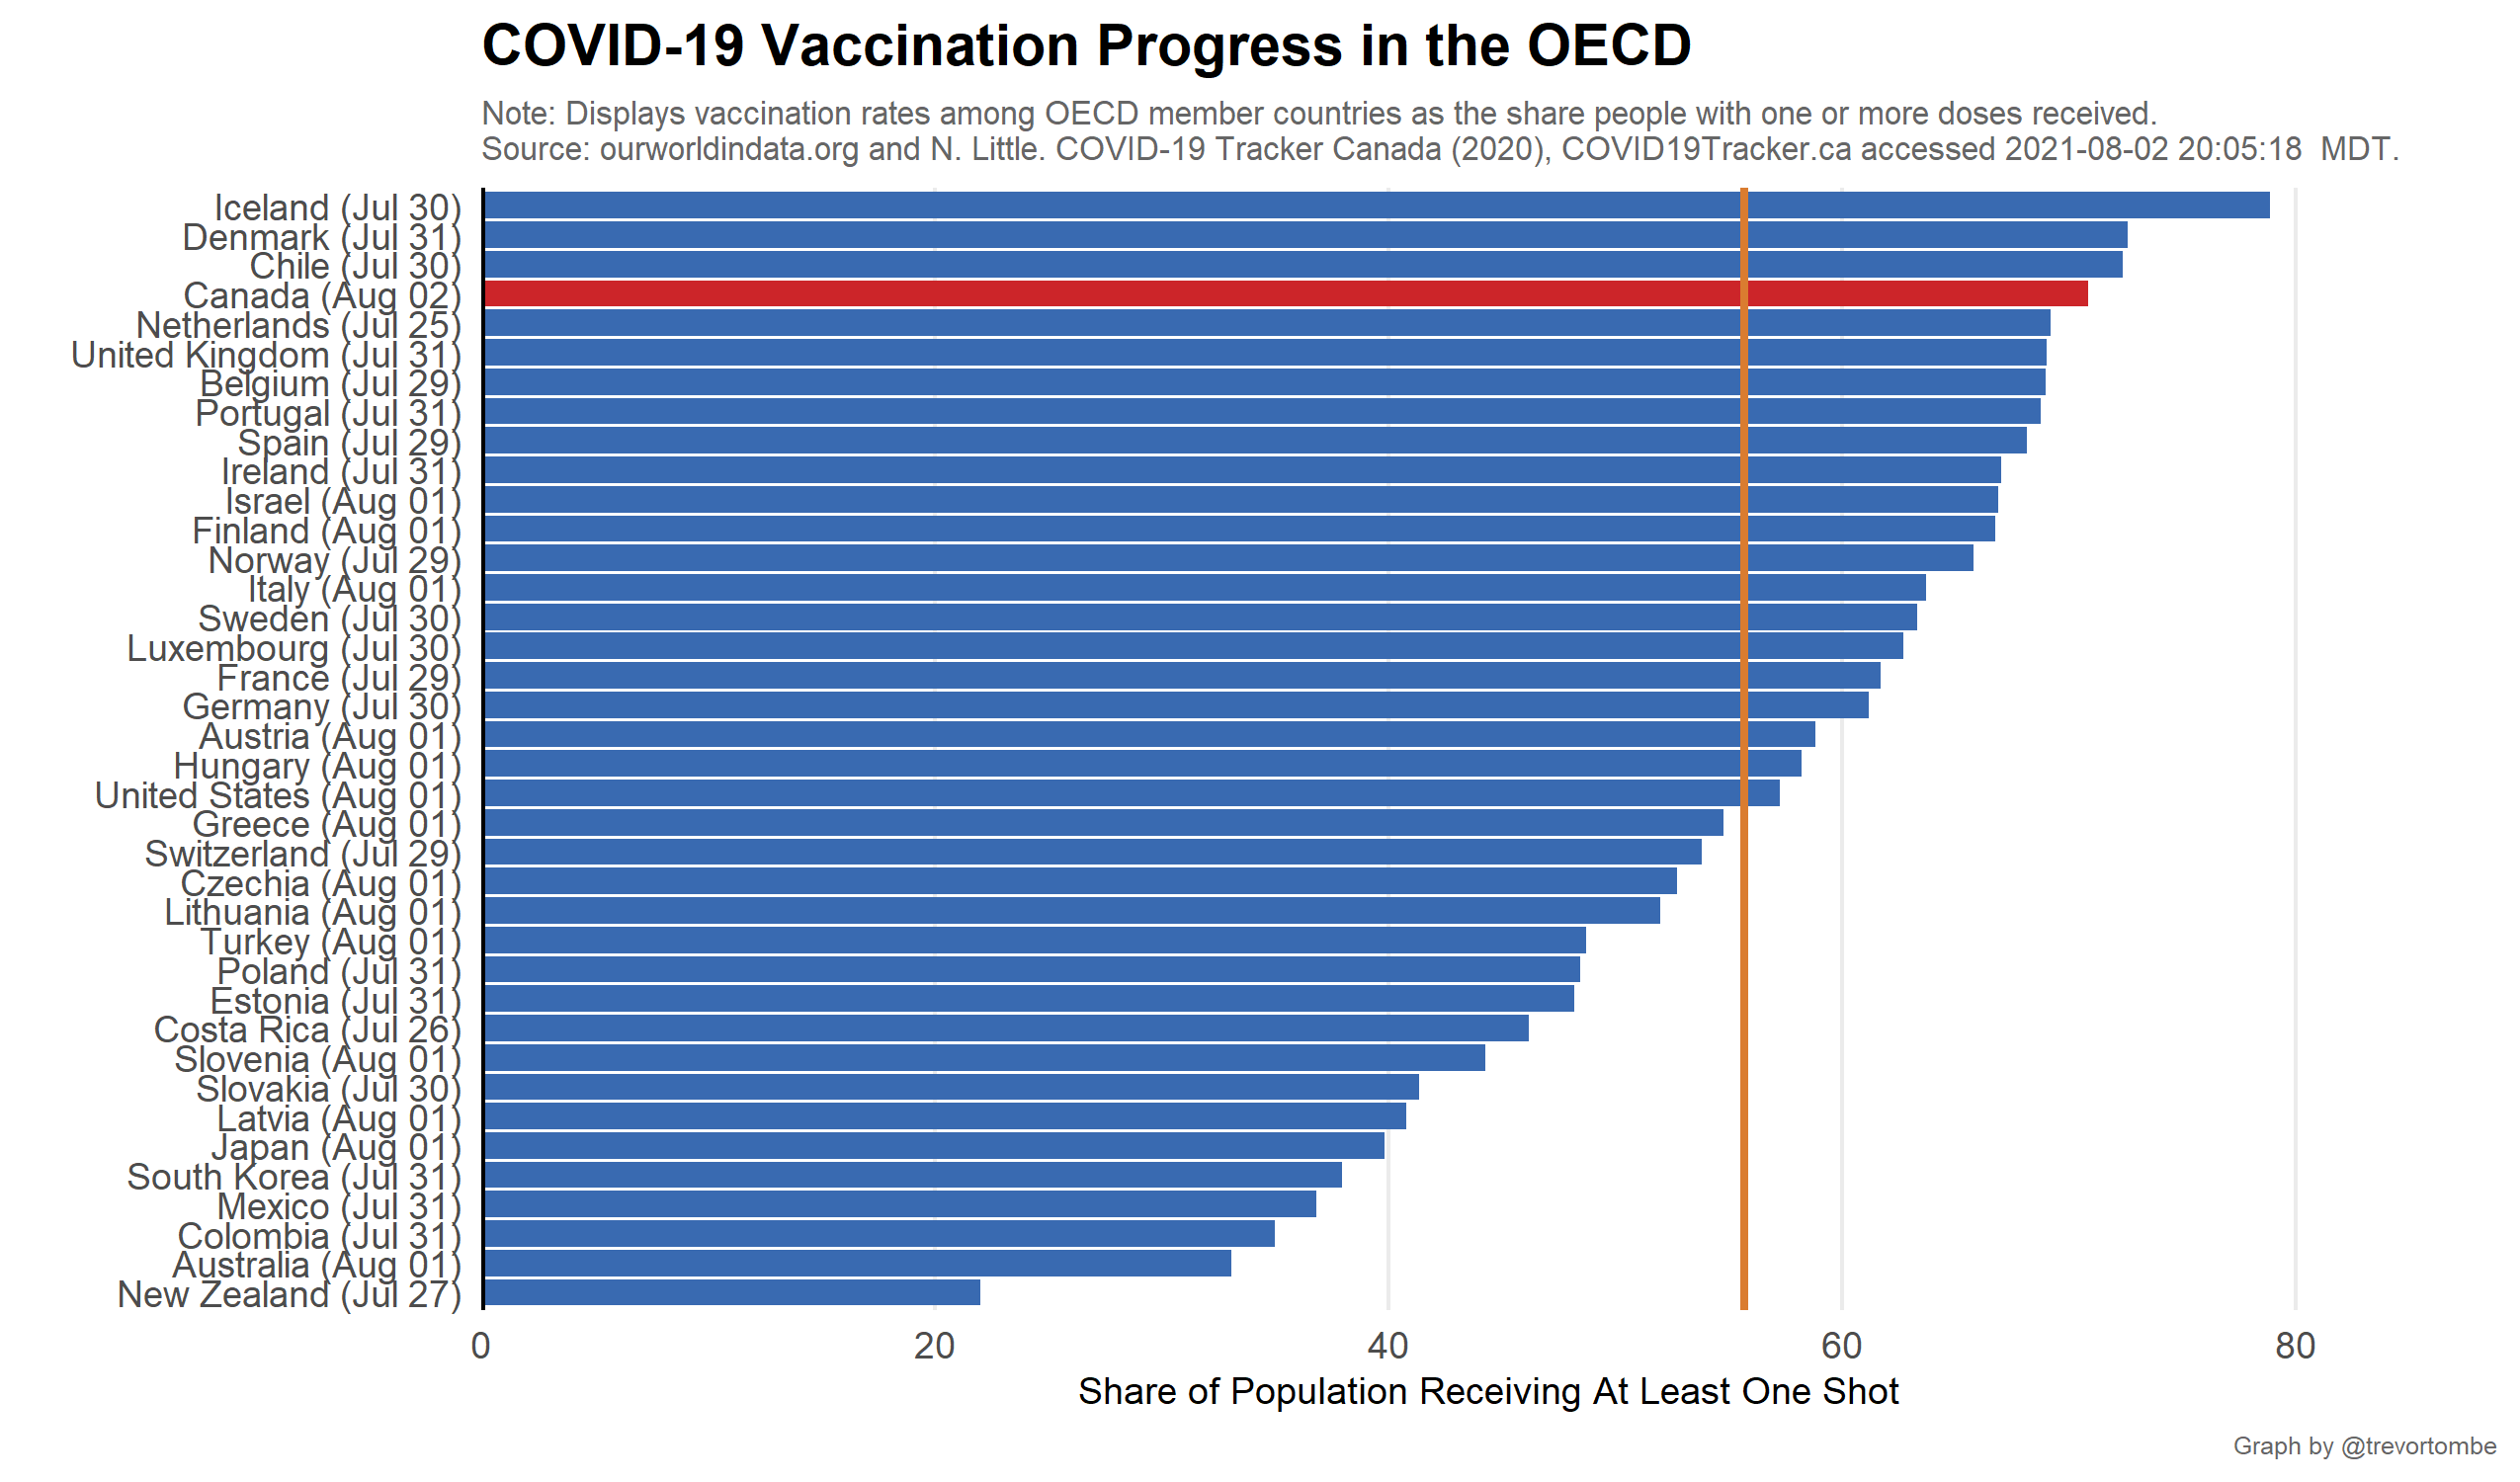 COVID-19 Vaccination Progress in the OECD
Note: Displays vaccination rates among OECD member countries as the share people with one or more doses received.
Source: ourworldindata.org and N. Little. COVID-19 Tracker Canada (2020), COVID19Tracker.ca accessed 2021-08-02 20:05:18  MDT.
Iceland (Jul 30)
Denmark (Jul 31)
Chile (Jul 30)
Canada (Aug 02)
Netherlands (Jul 25)
United Kingdom (Jul 31)
Belgium (Jul 29)
Portugal (Jul 31)
Spain (Jul 29)
Ireland (Jul 31)
Israel (Aug 01)
Finland (Aug 01)
Norway (Jul 29)
Italy (Aug 01)
Sweden (Jul 30)
Luxembourg (Jul 30)
France (Jul 29)
Germany (Jul 30)
Austria (Aug 01)
Hungary (Aug 01)
United States (Aug 01)
Greece (Aug 01)
Switzerland (Jul 29)
Czechia (Aug 01)
Lithuania (Aug 01)
Turkey (Aug 01)
Poland (Jul 31)
Estonia (Jul 31)
Costa Rica (Jul 26)
Slovenia (Aug 01)
Slovakia (Jul 30)
Latvia (Aug 01)
Japan (Aug 01)
South Korea (Jul 31)
Mexico (Jul 31)
Colombia (Jul 31)
Australia (Aug 01)
New Zealand (Jul 27)
0 20 40 60 80
Share of Population Receiving At Least One Shot
Graph by @trevortombe